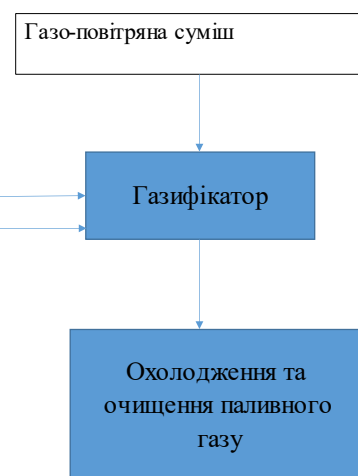 Газо-повітряна суміш
Газифікатор
Охолодження та
очищення паливного
газу